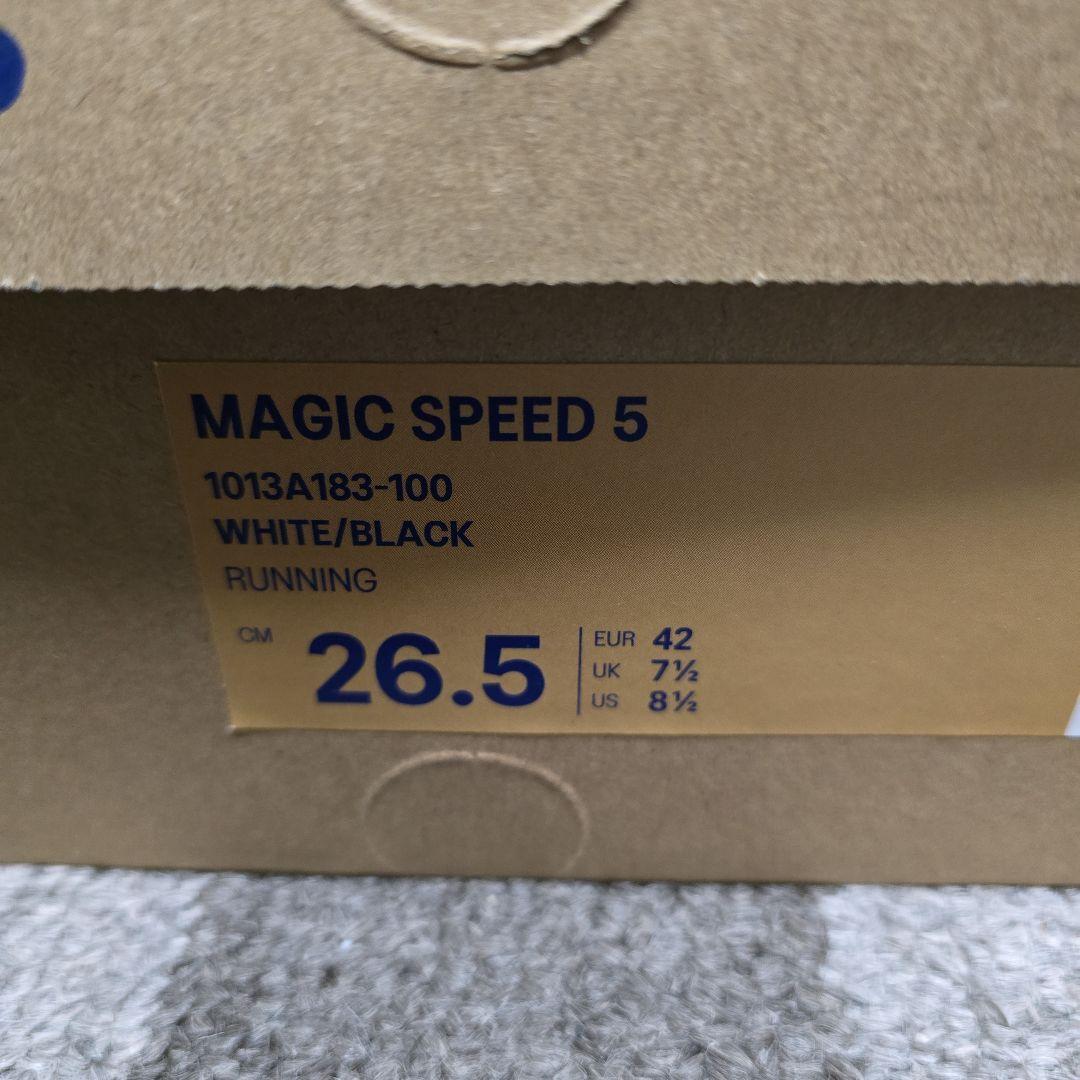 MAGIC SPEED 5
1013A183-100
WHITE/BLACK
RUNNING
CM 26.5
EUR 42
UK 7½
US 8½